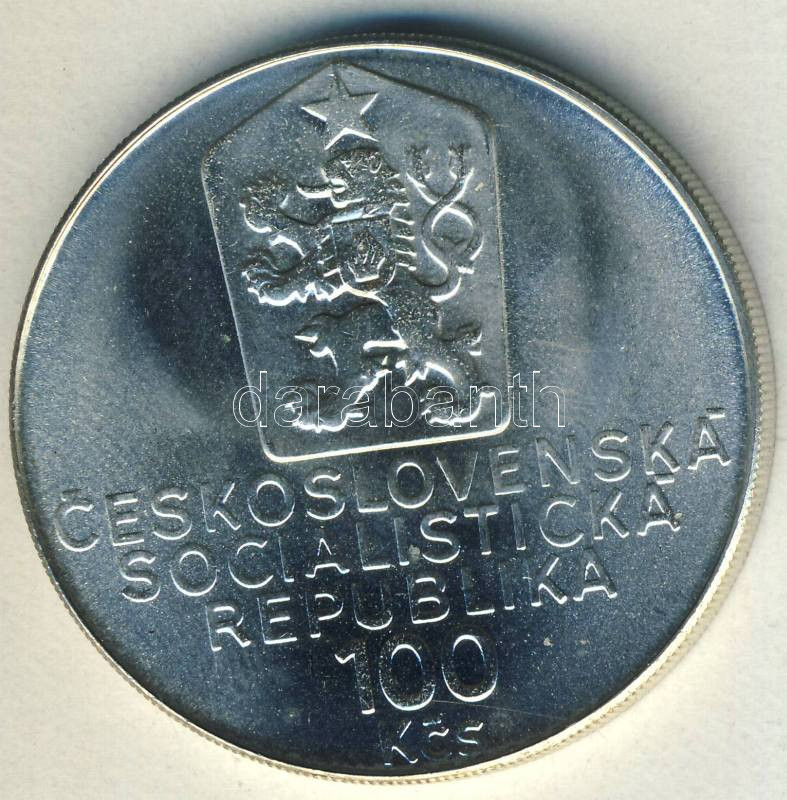 darabanth
ČESKOSLOVENSKÁ
SOCIALISTICKÁ
REPUBLIKA
100
Kčs